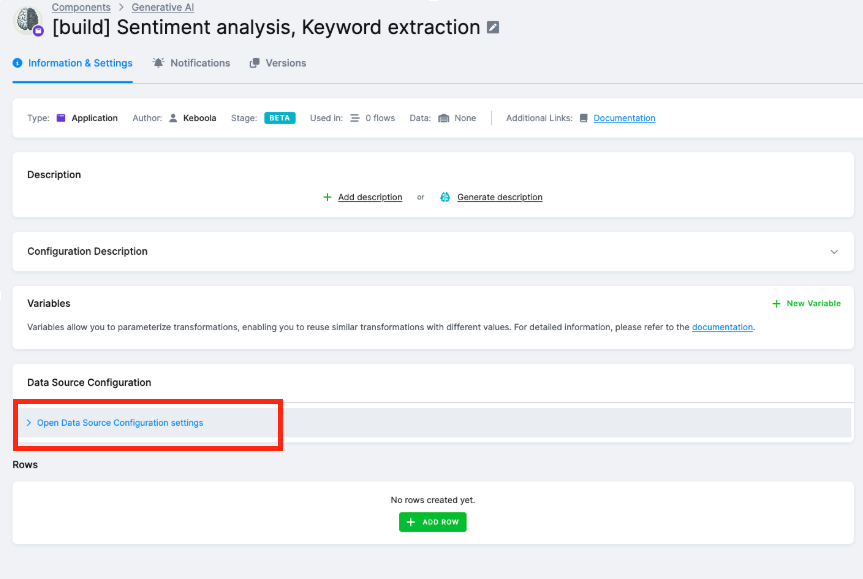 Components > Generative AI
[build] Sentiment analysis, Keyword extraction
Information & Settings Notifications Versions
Type: Application Author: Keboola Stage: BETA Used in: 0 flows Data: None Additional Links: Documentation
Description
+ Add description or Generate description
Configuration Description
Variables + New Variable
Variables allow you to parameterize transformations, enabling you to reuse similar transformations with different values. For detailed information, please refer to the documentation.
Data Source Configuration
> Open Data Source Configuration settings
Rows
No rows created yet.
+ ADD ROW